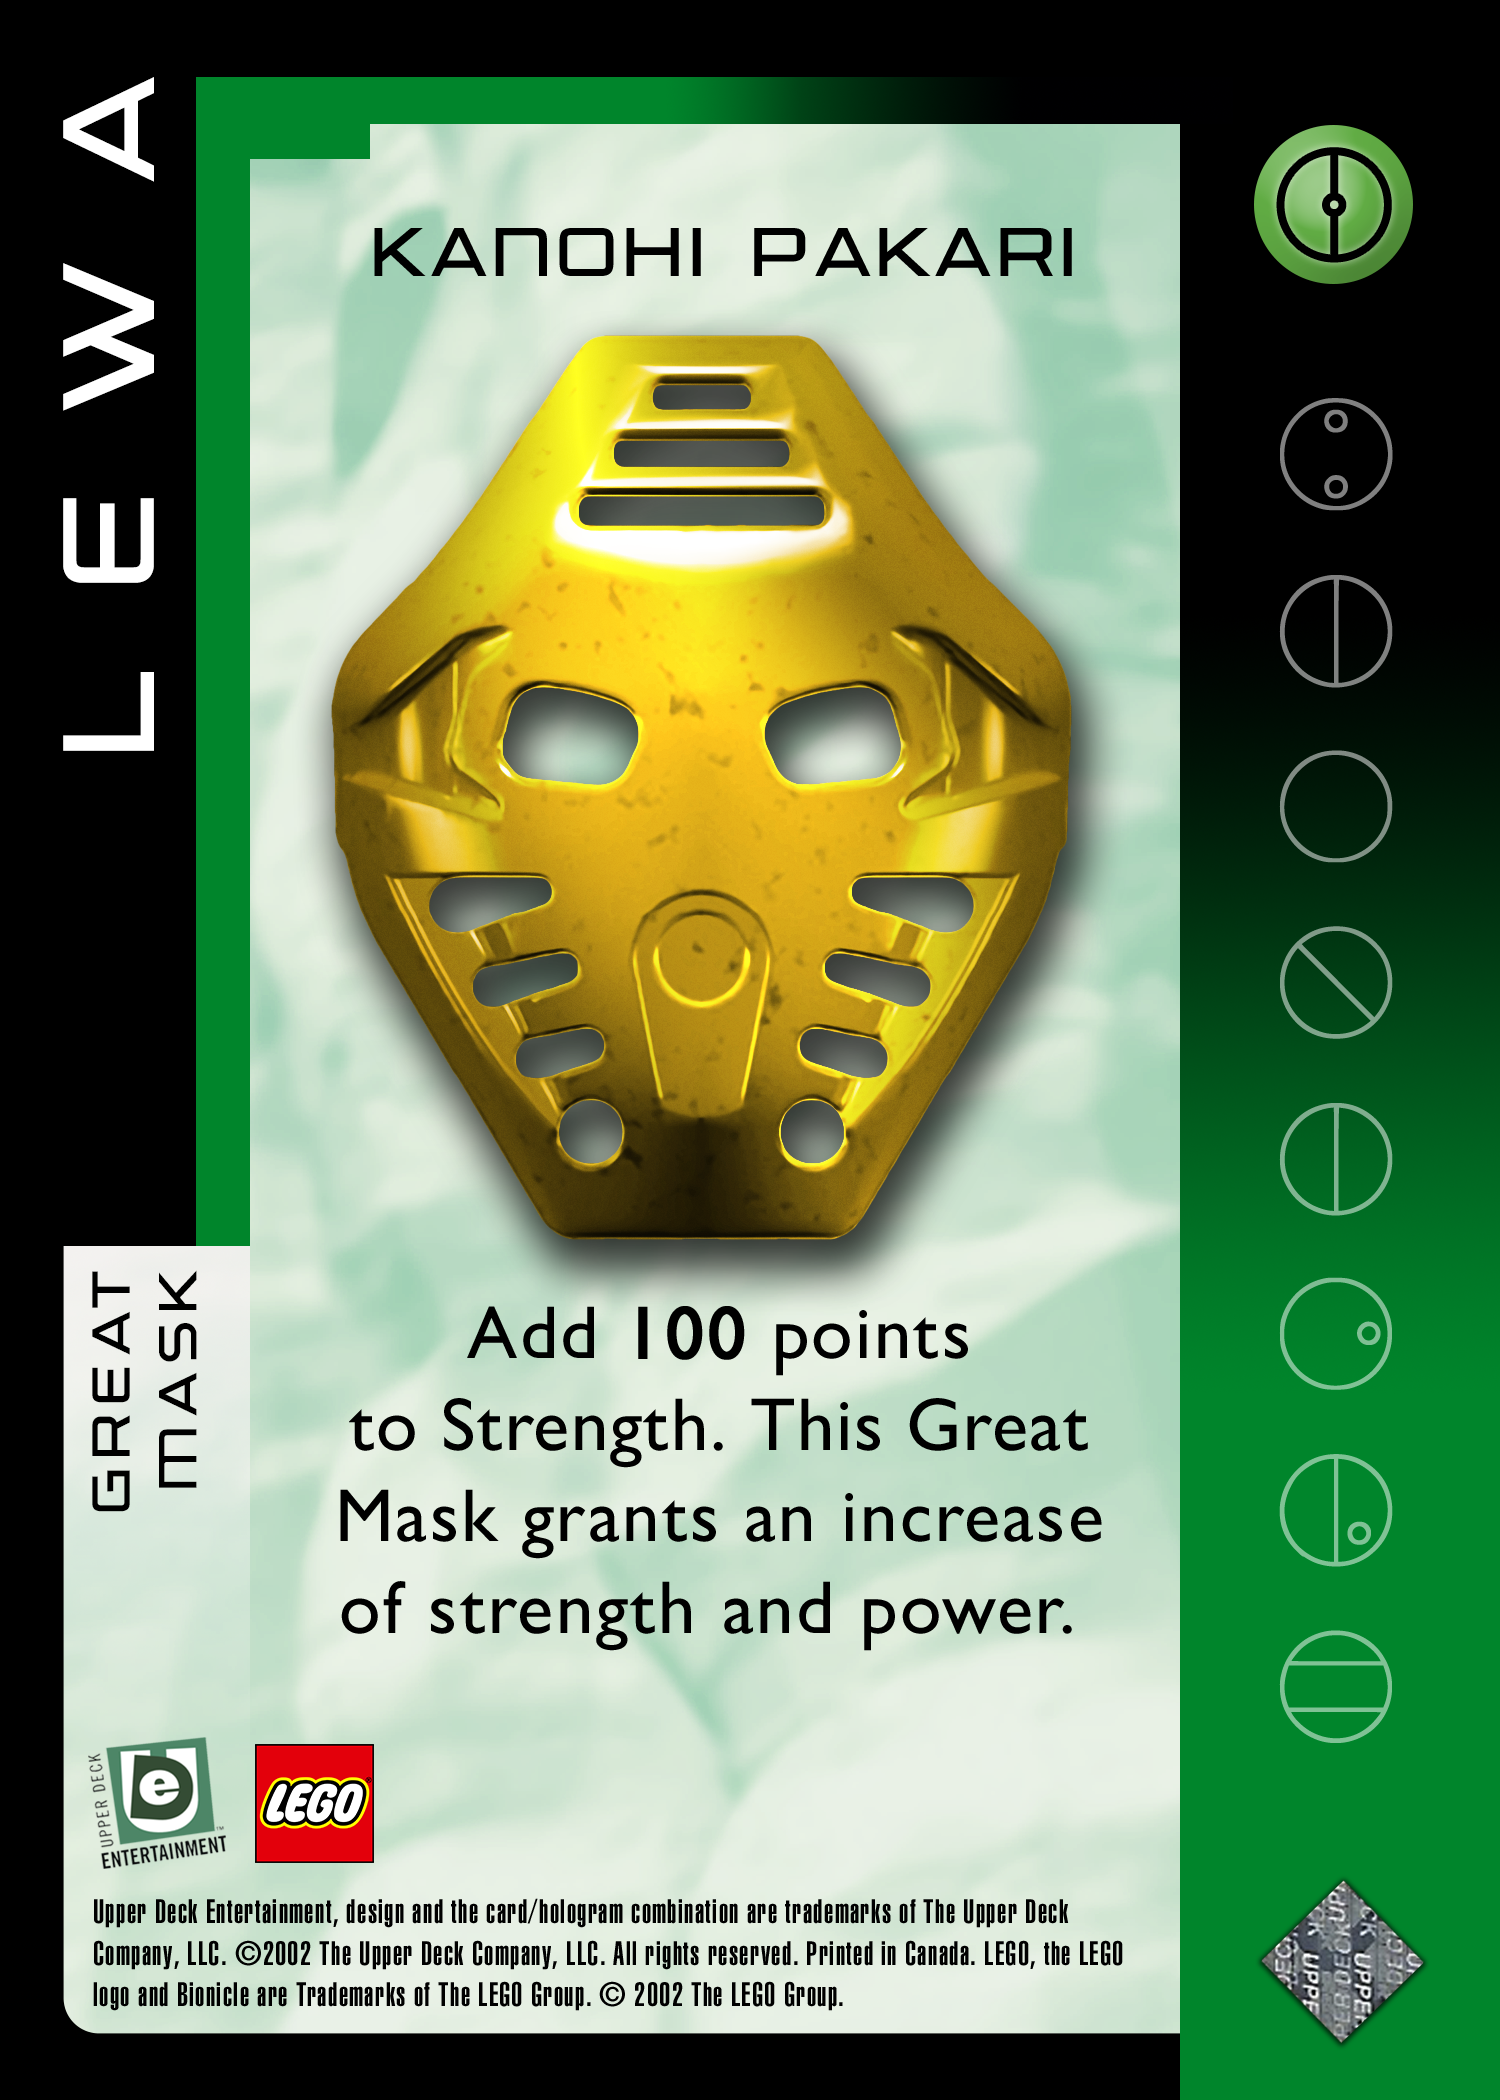 LEWA
KANOHI PAKARI
GREAT
MASK
Add 100 points
to Strength. This Great
Mask grants an increase
of strength and power.
UPPER DECK
e
ENTERTAINMENT™
LEGO
Upper Deck Entertainment, design and the card/hologram combination are trademarks of The Upper Deck
Company, LLC. ©2002 The Upper Deck Company, LLC. All rights reserved. Printed in Canada. LEGO, the LEGO
logo and Bionicle are Trademarks of The LEGO Group. © 2002 The LEGO Group.